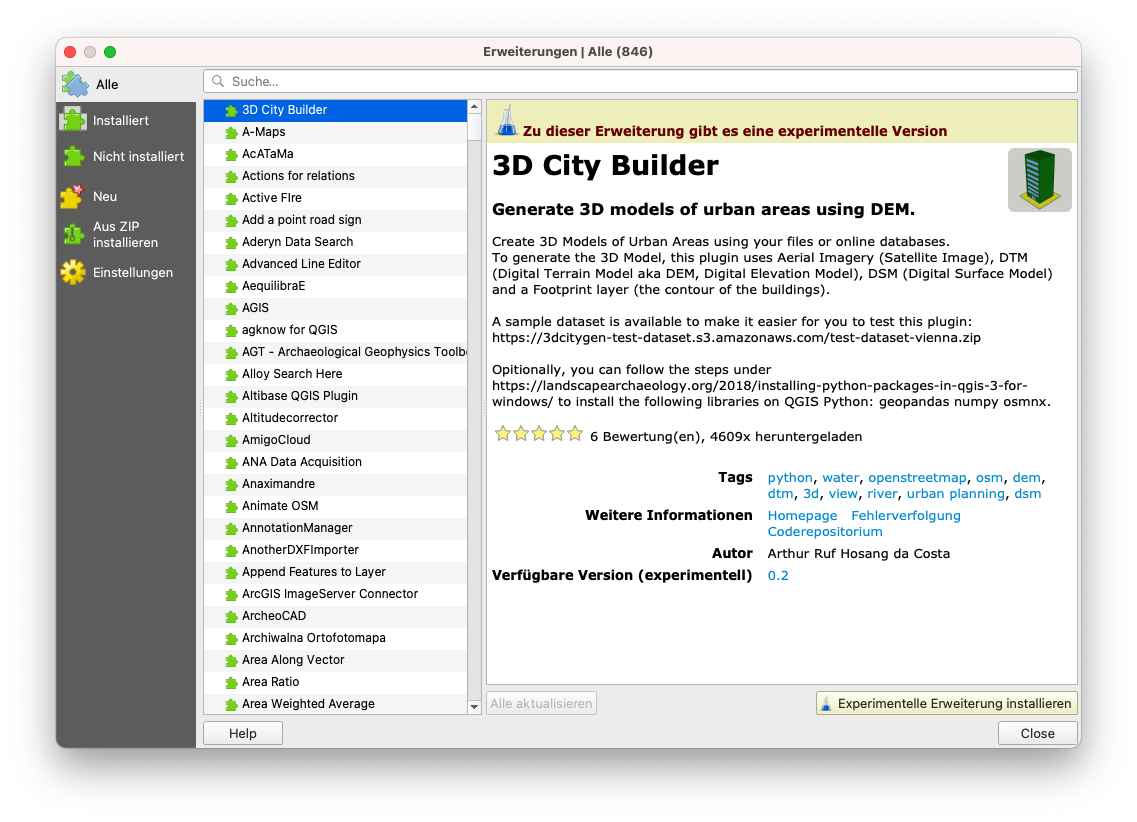 Erweiterungen | Alle (846)
Alle
Installiert
Nicht installiert
Neu
Aus ZIP
installieren
Einstellungen
Suche...
3D City Builder
A-Maps
AcATaMa
Actions for relations
Active FIre
Add a point road sign
Aderyn Data Search
Advanced Line Editor
AequilibraE
AGIS
agknow for QGIS
AGT - Archaeological Geophysics Toolb
Alloy Search Here
Altibase QGIS Plugin
Altitudecorrector
AmigoCloud
ANA Data Acquisition
Anaximandre
Animate OSM
AnnotationManager
AnotherDXFImporter
Append Features to Layer
ArcGIS ImageServer Connector
ArcheoCAD
Archiwalna Ortofotomapa
Area Along Vector
Area Ratio
Area Weighted Average
Zu dieser Erweiterung gibt es eine experimentelle Version
3D City Builder
Generate 3D models of urban areas using DEM.
Create 3D Models of Urban Areas using your files or online databases.
To generate the 3D Model, this plugin uses Aerial Imagery (Satellite Image), DTM
(Digital Terrain Model aka DEM, Digital Elevation Model), DSM (Digital Surface Model)
and a Footprint layer (the contour of the buildings).
A sample dataset is available to make it easier for you to test this plugin:
https://3dcitygen-test-dataset.s3.amazonaws.com/test-dataset-vienna.zip
Opitionally, you can follow the steps under
https://landscapearchaeology.org/2018/installing-python-packages-in-qgis-3-for-
windows/ to install the following libraries on QGIS Python: geopandas numpy osmnx.
6 Bewertung(en), 4609x heruntergeladen
Tags python, water, openstreetmap, osm, dem,
dtm, 3d, view, river, urban planning, dsm
Weitere Informationen Homepage Fehlerverfolgung
Coderepositorium
Autor Arthur Ruf Hosang da Costa
Verfügbare Version (experimentell) 0.2
Alle aktualisieren
Experimentelle Erweiterung installieren
Help
Close